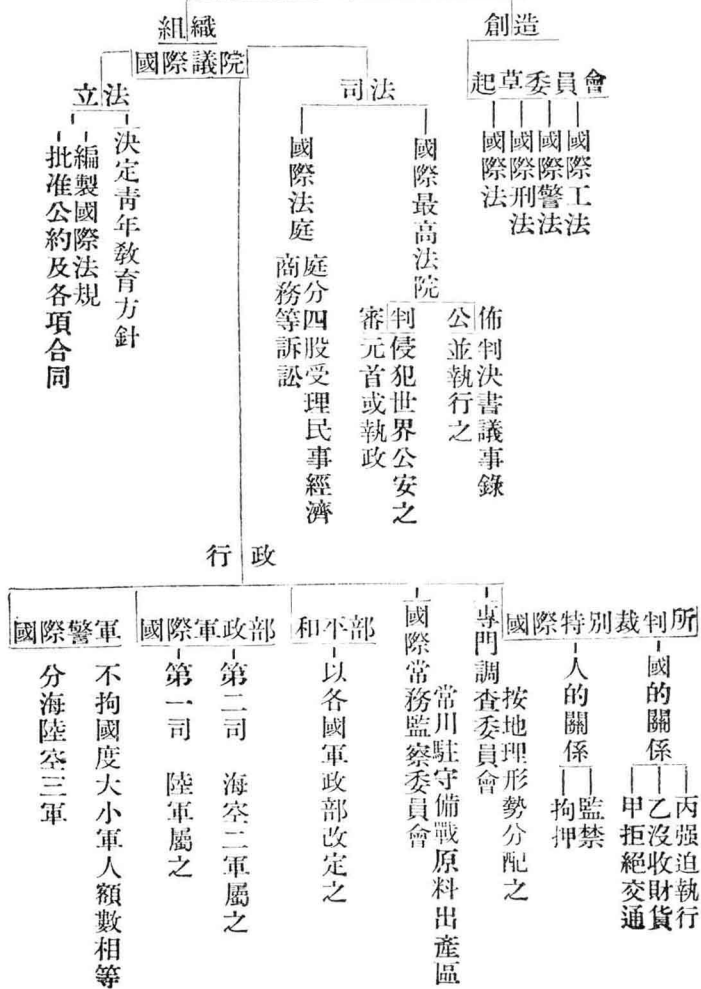 創造
起草委員會
國際工法
國際警法
國際刑法
國際法
組織
國際議院
司法
國際最高法院
佈判決書議事錄
公並執行之
判侵犯世界公安之
審元首或執政
國際法庭
庭分四股受理民事經濟
商務等訴訟
立法
決定青年教育方針
編製國際法規
批准公約及各項合同
行政
國際特別裁判所
國的關係
丙强迫執行
乙沒收財貨
甲拒絕交通
人的關係
監禁
拘押
專門調查委員會
按地理形勢分配之
國際常務監察委員會
常川駐守備戰原料出產區
和平部
以各國軍政部改定之
國際軍政部
第二司 海空二軍屬之
第一司 陸軍屬之
國際警軍
不拘國度大小軍人額數相等
分海陸空三軍